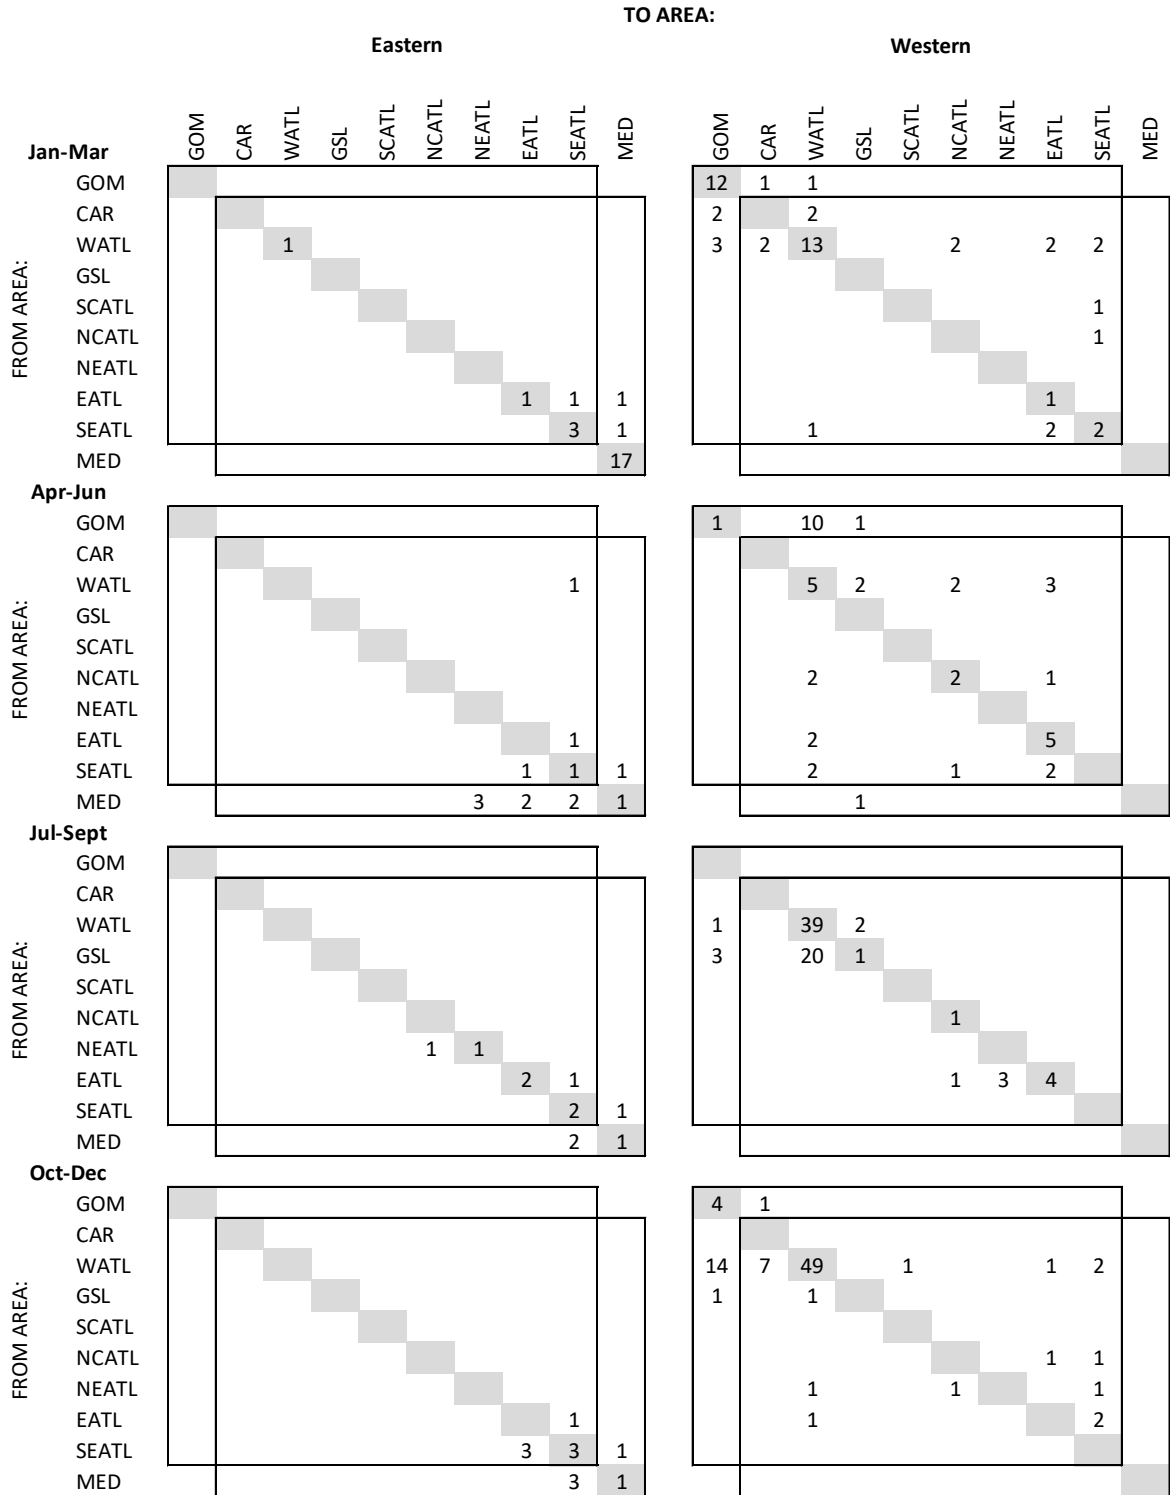 TO AREA:
Eastern Western
GOM CAR WATL GSL SCATL NCATL NEATL EATL SEATL MED GOM CAR WATL GSL SCATL NCATL NEATL EATL SEATL MED
Jan-Mar
FROM AREA:
GOM 12 1 1
CAR 2 2
WATL 1 3 2 13 2 2 2
GSL
SCATL 1
NCATL 1
NEATL
EATL 1 1 1 1
SEATL 3 1 1 2 2
MED 17
Apr-Jun
FROM AREA:
GOM 1 10 1
CAR
WATL 1 5 2 2 3
GSL
SCATL
NCATL 2 2 1
NEATL
EATL 1 2 5
SEATL 1 1 1 2 1 2
MED 3 2 2 1 1
Jul-Sept
FROM AREA:
GOM
CAR
WATL 1 39 2
GSL 3 20 1
SCATL
NCATL 1
NEATL 1 1
EATL 2 1 1 3 4
SEATL 2 1
MED 2 1
Oct-Dec
FROM AREA:
GOM 4 1
CAR
WATL 14 7 49 1 1 2
GSL 1 1
SCATL
NCATL 1 1
NEATL 1 1 1
EATL 1 1 2
SEATL 3 3 1
MED 3 1